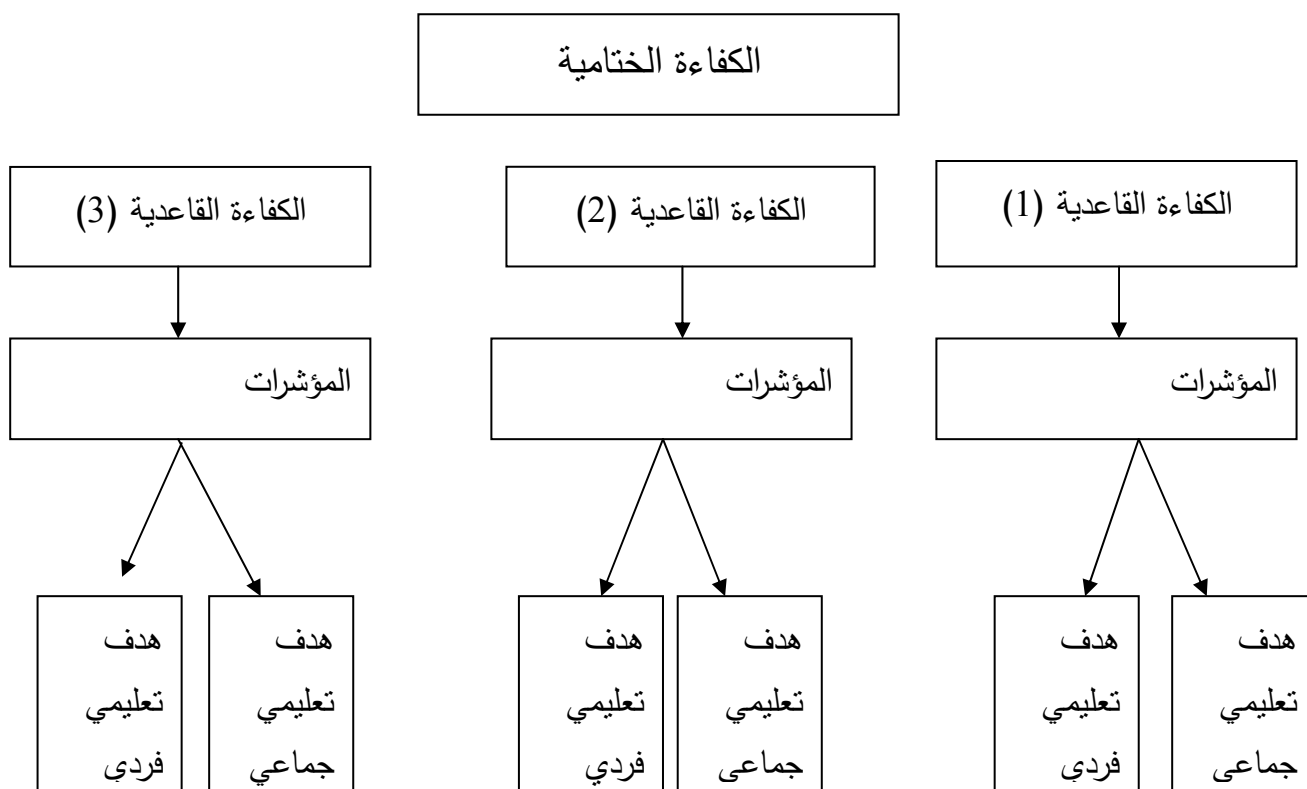 الكفاءة الختامية
الكفاءة القاعدية (1)
الكفاءة القاعدية (2)
الكفاءة القاعدية (3)
المؤشرات
المؤشرات
المؤشرات
هدف
تعليمي
جماعي
هدف
تعليمي
فردي
هدف
تعليمي
جماعي
هدف
تعليمي
فردي
هدف
تعليمي
جماعي
هدف
تعليمي
فردي